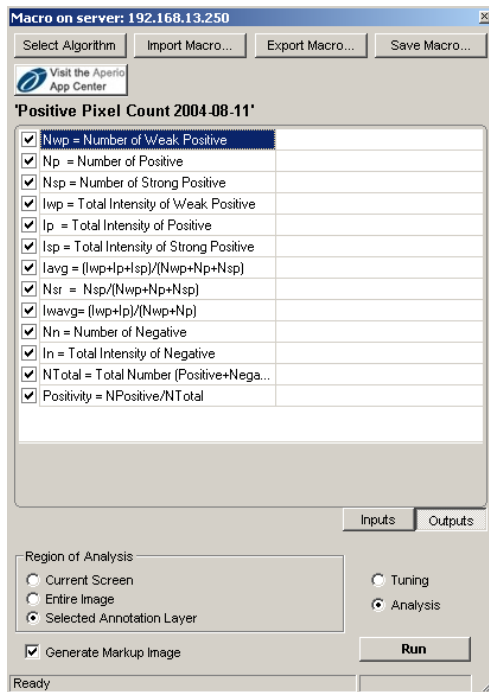 Macro on server: 192.168.13.250
Select Algorithm Import Macro... Export Macro... Save Macro...
Visit the Aperio
App Center
'Positive Pixel Count 2004-08-11'
Nwp = Number of Weak Positive
Np = Number of Positive
Nsp = Number of Strong Positive
Iwp = Total Intensity of Weak Positive
Ip = Total Intensity of Positive
Isp = Total Intensity of Strong Positive
Iavg = (Iwp+Ip+Isp)/(Nwp+Np+Nsp)
Nsr = Nsp/(Nwp+Np+Nsp)
Iwavg= (Iwp+Ip)/(Nwp+Np)
Nn = Number of Negative
In = Total Intensity of Negative
NTotal = Total Number (Positive+Nega...
Positivity = NPositive/NTotal
Inputs Outputs
Region of Analysis
Current Screen
Entire Image
Selected Annotation Layer
Tuning
Analysis
Generate Markup Image
Run
Ready